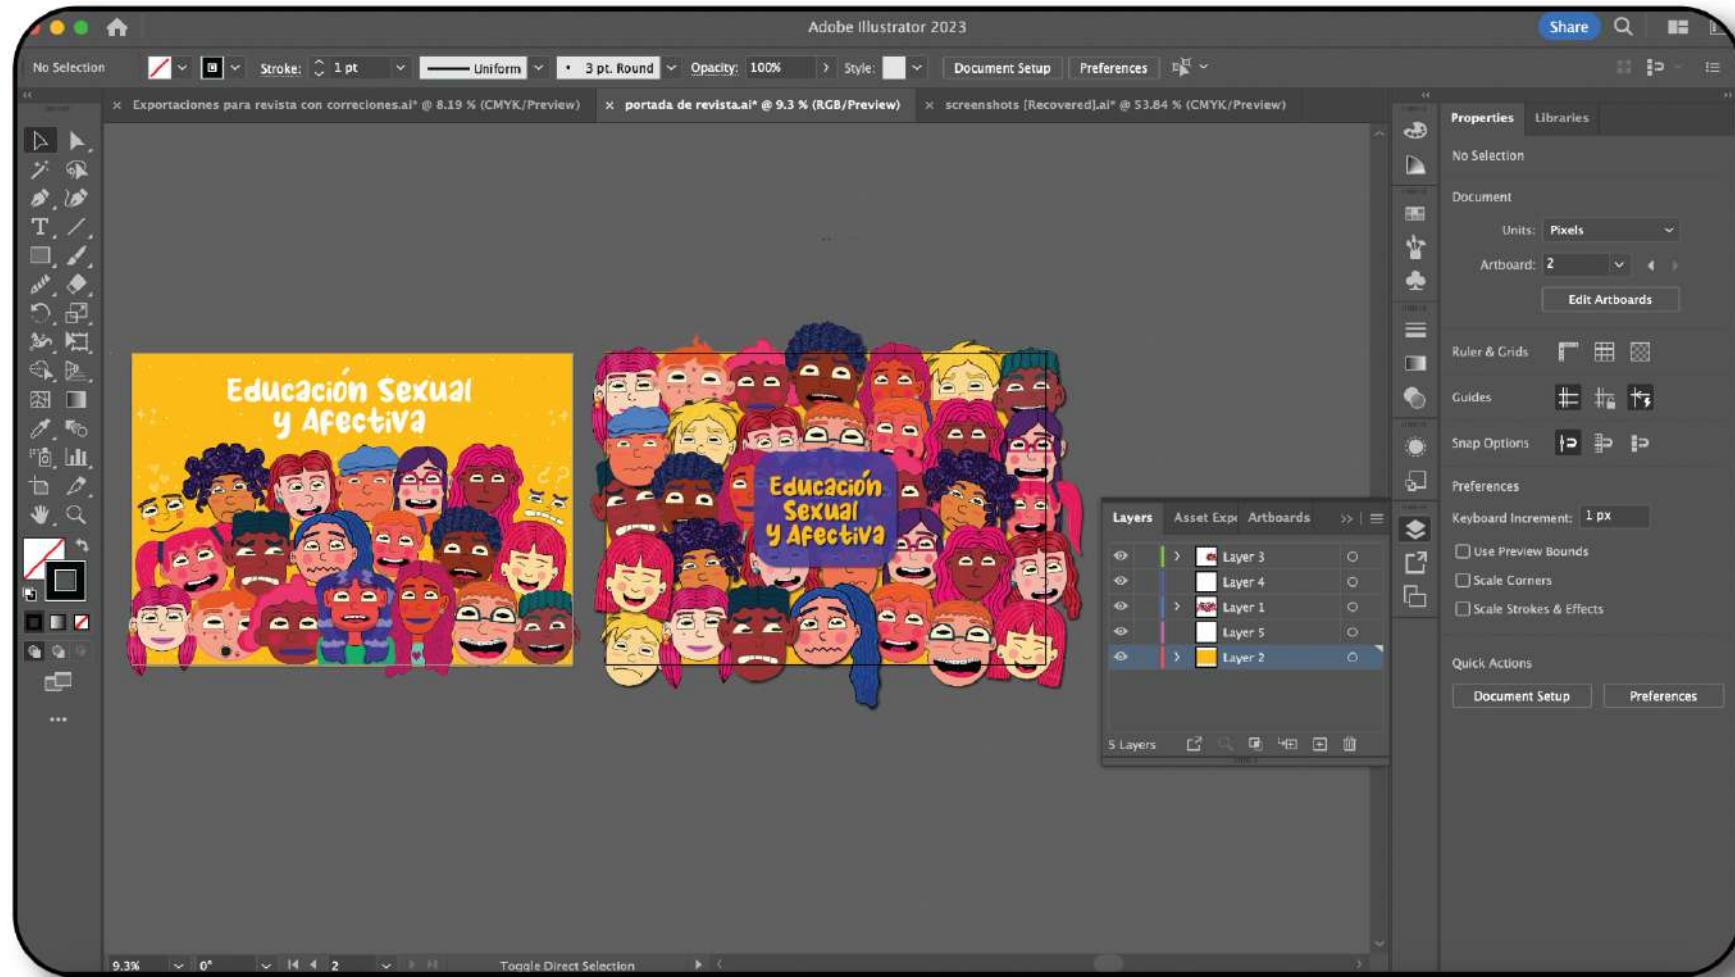 Adobe Illustrator 2023
Share
No Selection
Stroke: 1 pt
Uniform
3 pt. Round
Opacity: 100%
Style:
Document Setup
Preferences
× Exportaciones para revista con correciones.ai* @ 8.19 % (CMYK/Preview)
× portada de revista.ai* @ 9.3 % (RGB/Preview)
× screenshots [Recovered].ai* @ 53.84 % (CMYK/Preview)
Educación Sexual
y Afectiva
Educación
Sexual
y Afectiva
Layers Asset Expo Artboards
Layer 3
Layer 4
Layer 1
Layer 5
Layer 2
5 Layers
Properties Libraries
No Selection
Document
Units: Pixels
Artboard: 2
Edit Artboards
Ruler & Grids
Guides
Snap Options
Preferences
Keyboard Increment: 1 px
Use Preview Bounds
Scale Corners
Scale Strokes & Effects
Quick Actions
Document Setup
Preferences
9.3% 0° 2 Toggle Direct Selection